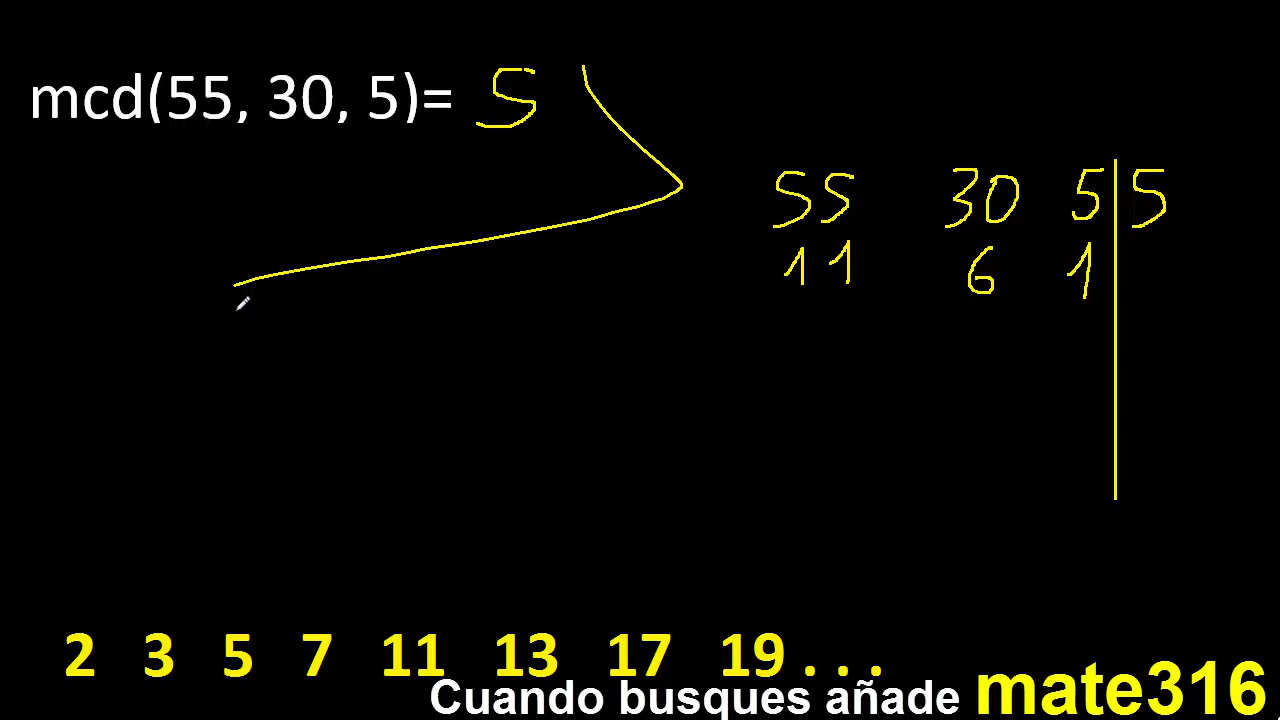 mcd(55, 30, 5)= 5
55 30 5 5
11 6 1
2 3 5 7 11 13 17 19 . . .
Cuando busques añade mate316